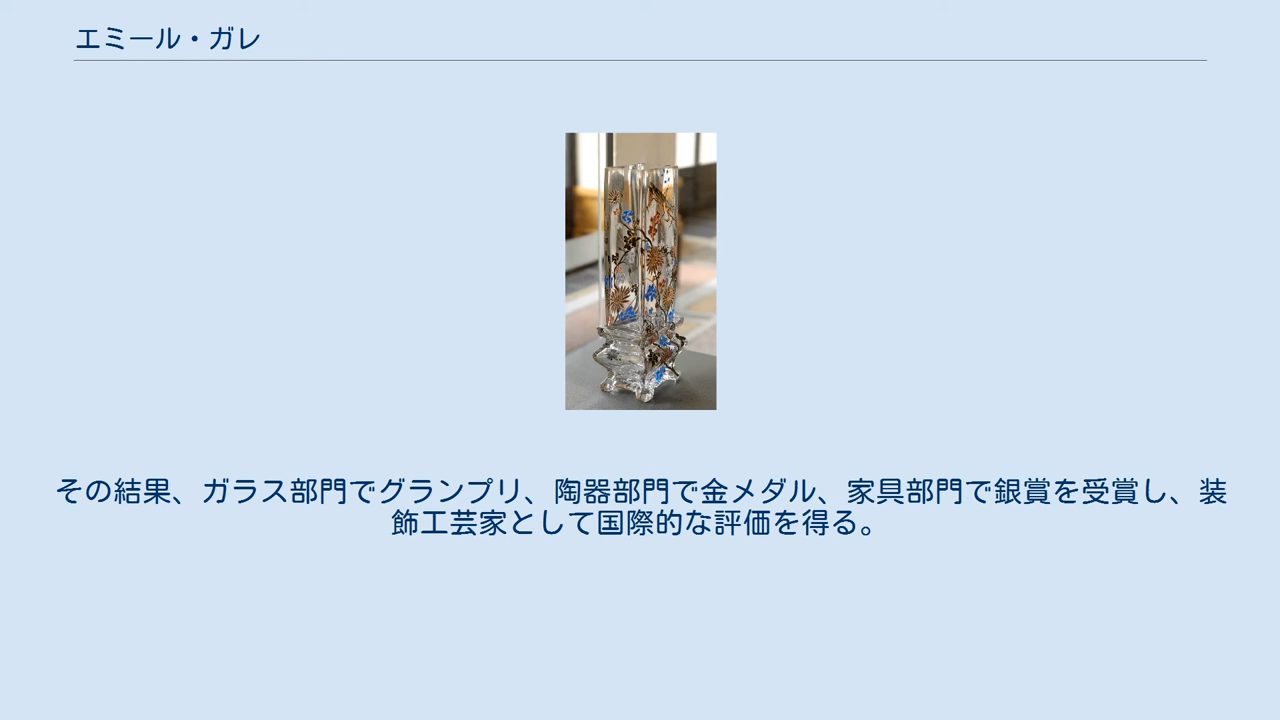 エミール・ガレ
その結果、ガラス部門でグランプリ、陶器部門で金メダル、家具部門で銀賞を受賞し、装
飾工芸家として国際的な評価を得る。